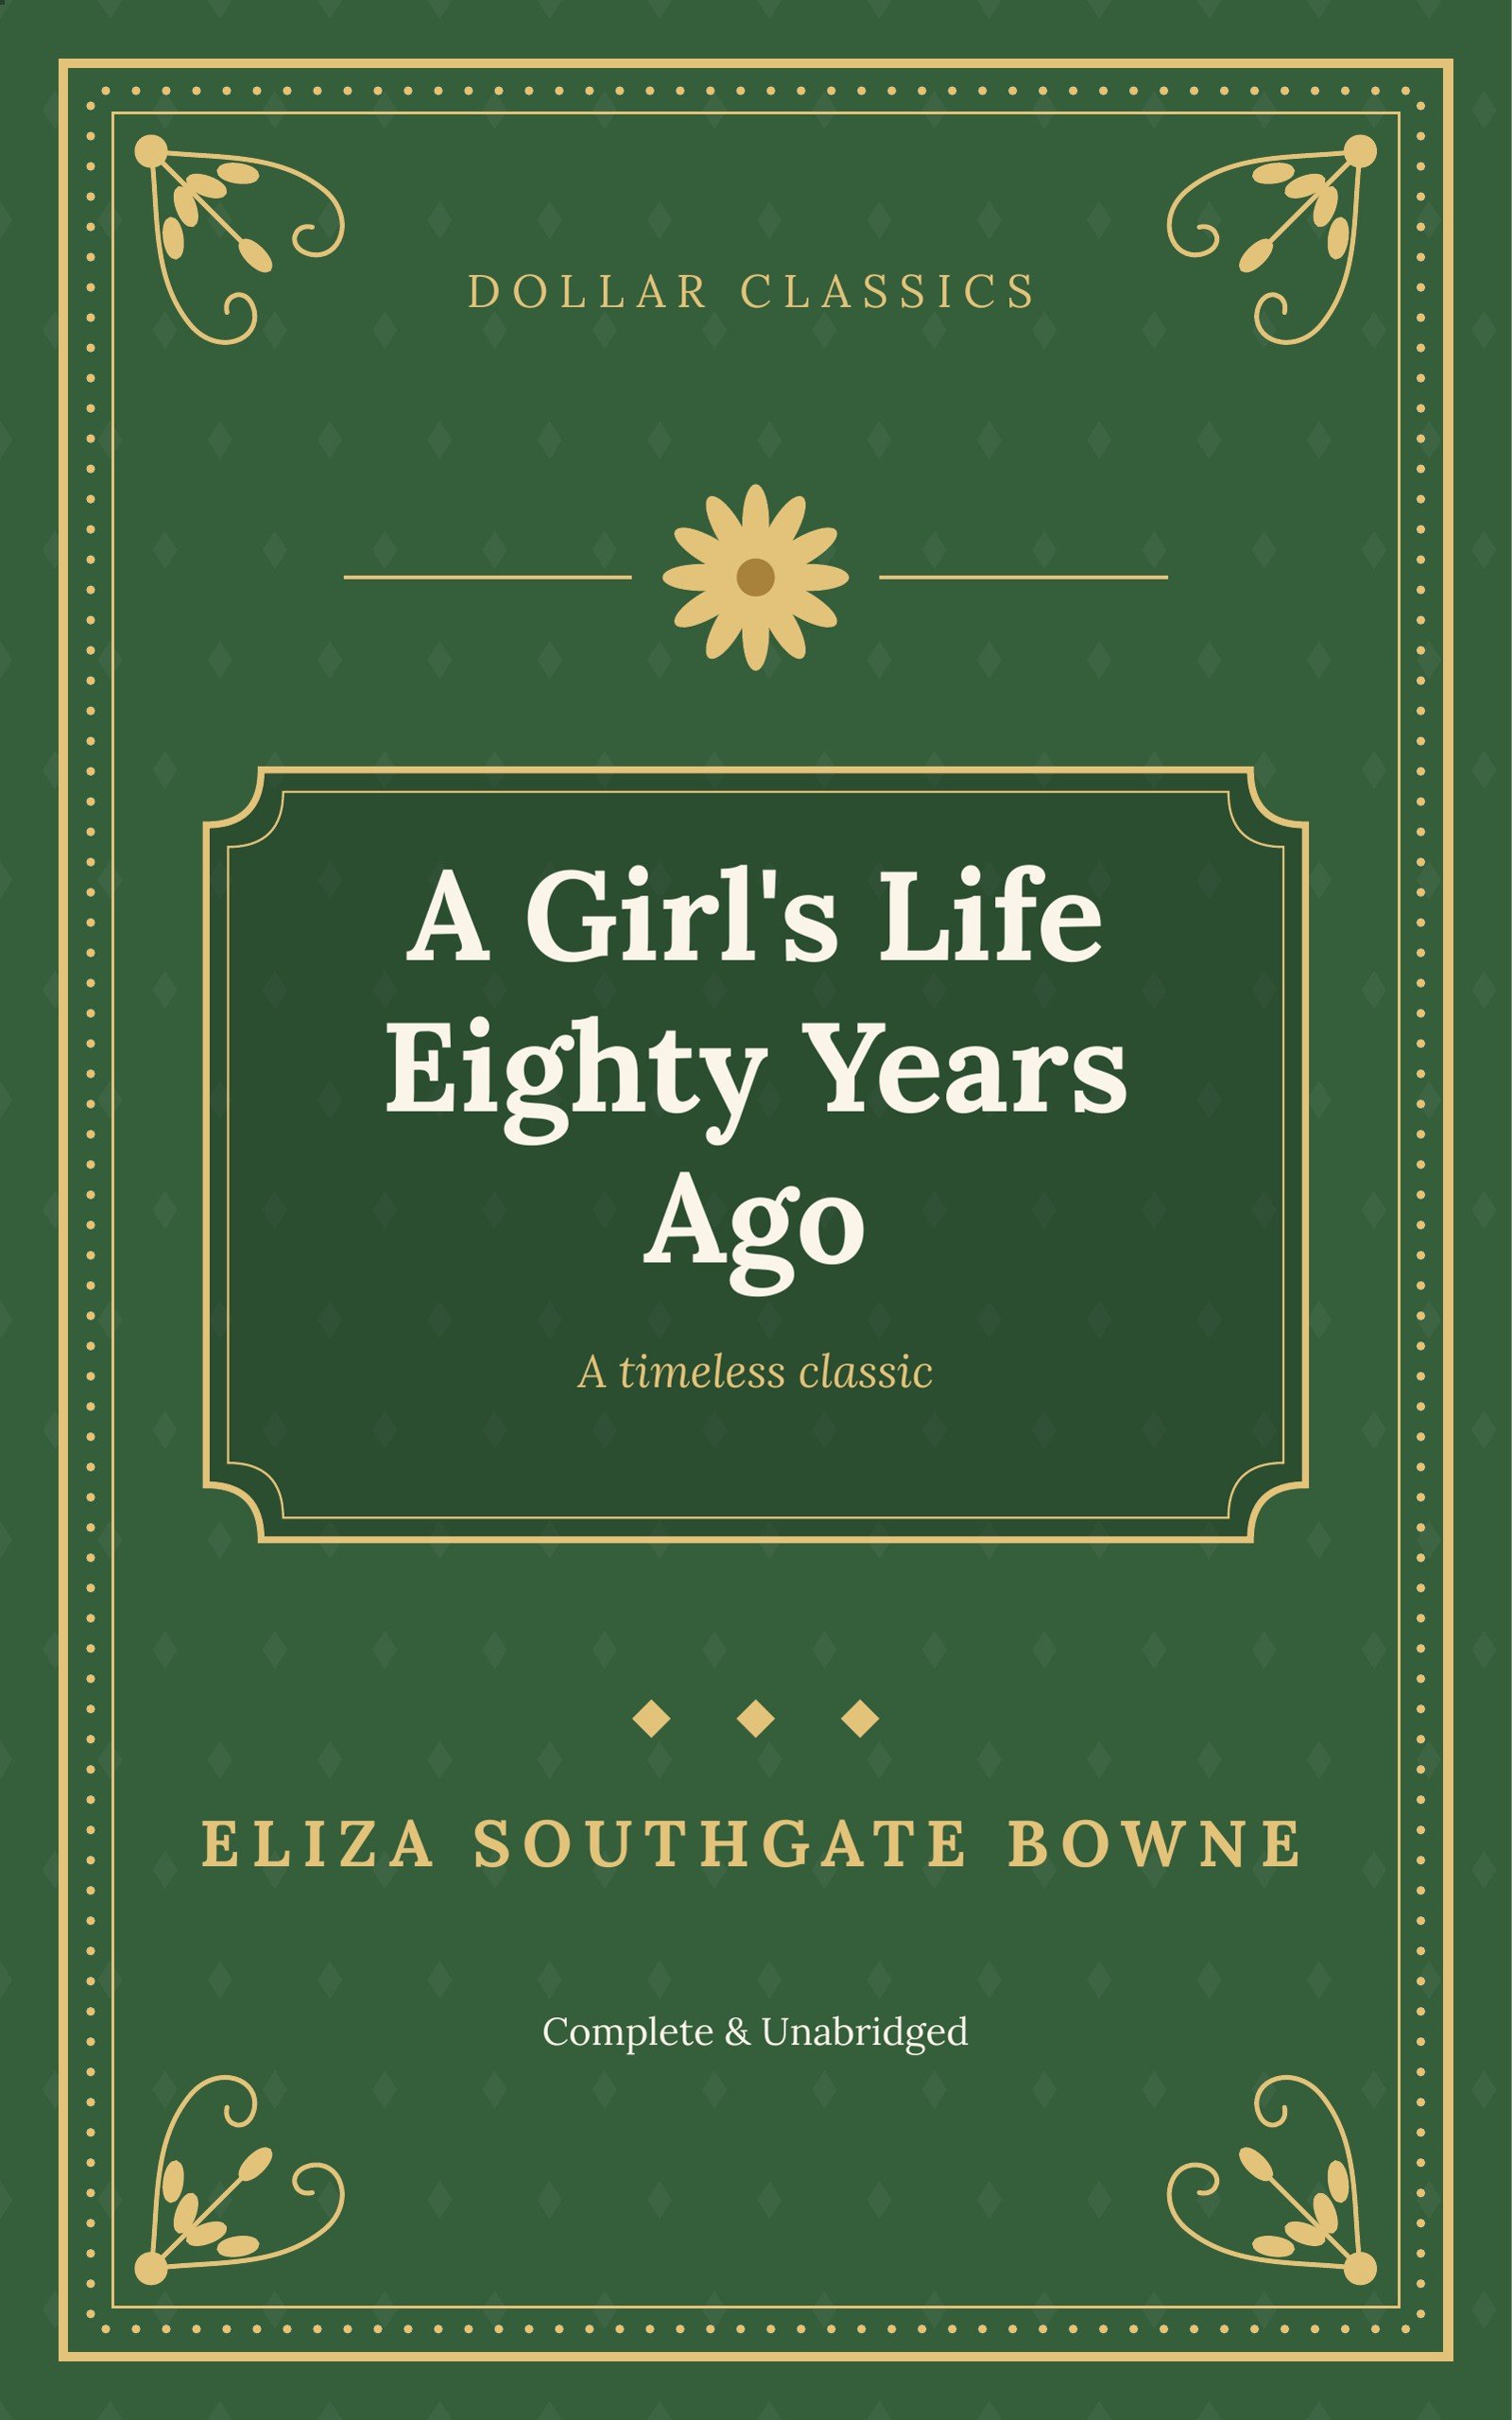 DOLLAR CLASSICS
A Girl's Life
Eighty Years
Ago
A timeless classic
ELIZA SOUTHGATE BOWNE
Complete & Unabridged